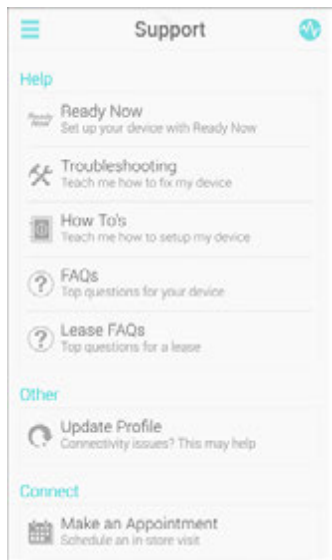 Support
Help
Ready Now
Ready Now
Set up your device with Ready Now
Troubleshooting
Teach me how to fix my device
How To's
Teach me how to setup my device
FAQs
Top questions for your device
Lease FAQs
Top questions for a lease
Other
Update Profile
Connectivity issues? This may help
Connect
Make an Appointment
Schedule an in-store visit